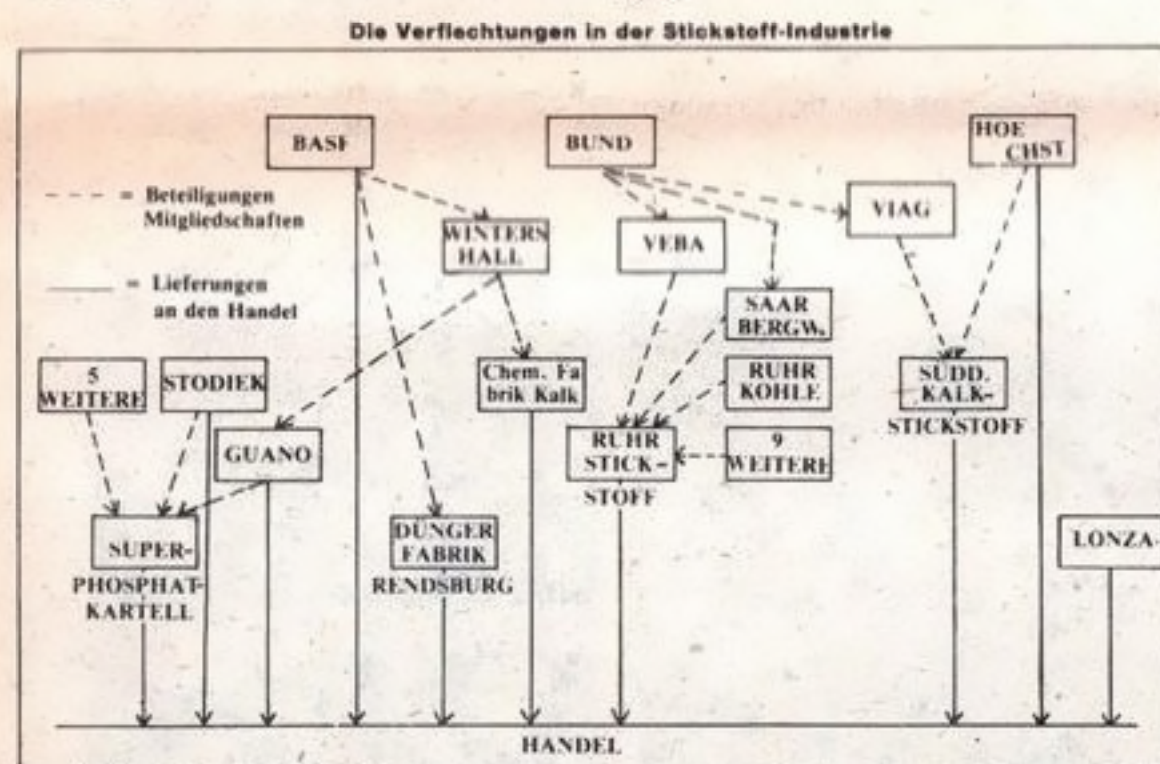 Die Verflechtungen in der Stickstoff-Industrie
BASF
BUND
HOE
CHST
= Beteiligungen
Mitgliedschaften
WINTERS
HALL
VEBA
VIAG
= Lieferungen
an den Handel
SAAR
BERGW.
5
WEITERE
STODIEK
Chem. Fa
brik Kalk
RUHR
KOHLE
SÜDD.
KALK-
STICKSTOFF
GUANO
RUHR
STICK-
STOFF
9
WEITERE
SUPER-
PHOSPHAT-
KARTELL
DÜNGER
FABRIK
RENDSBURG
LONZA
HANDEL